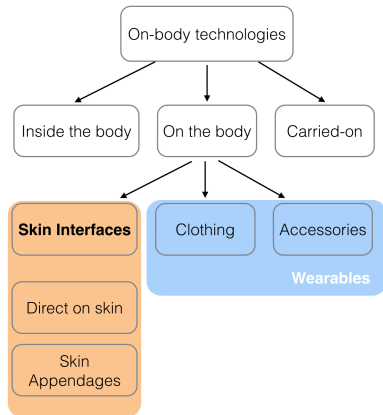 On-body technologies
Inside the body
On the body
Carried-on
Skin Interfaces
Clothing
Accessories
Wearables
Direct on skin
Skin
Appendages